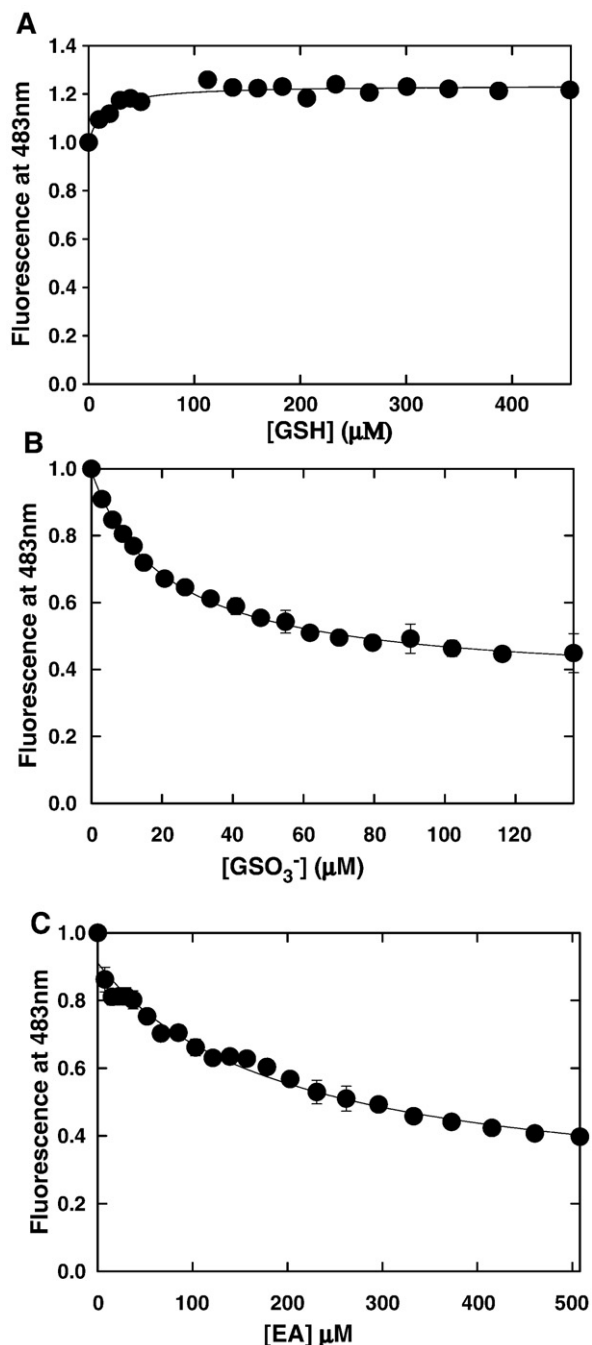 A
1.4
1.2
1.0
0.8
0.6
0.4
0.2
0.0
Fluorescence at 483nm
0 100 200 300 400
[GSH] (μM)
B
1.0
0.8
0.6
0.4
0.2
0.0
Fluorescence at 483nm
0 20 40 60 80 100 120
[GSO₃⁻] (μM)
C
1.0
0.8
0.6
0.4
0.2
0.0
Fluorescence at 483nm
0 100 200 300 400 500
[EA] μM